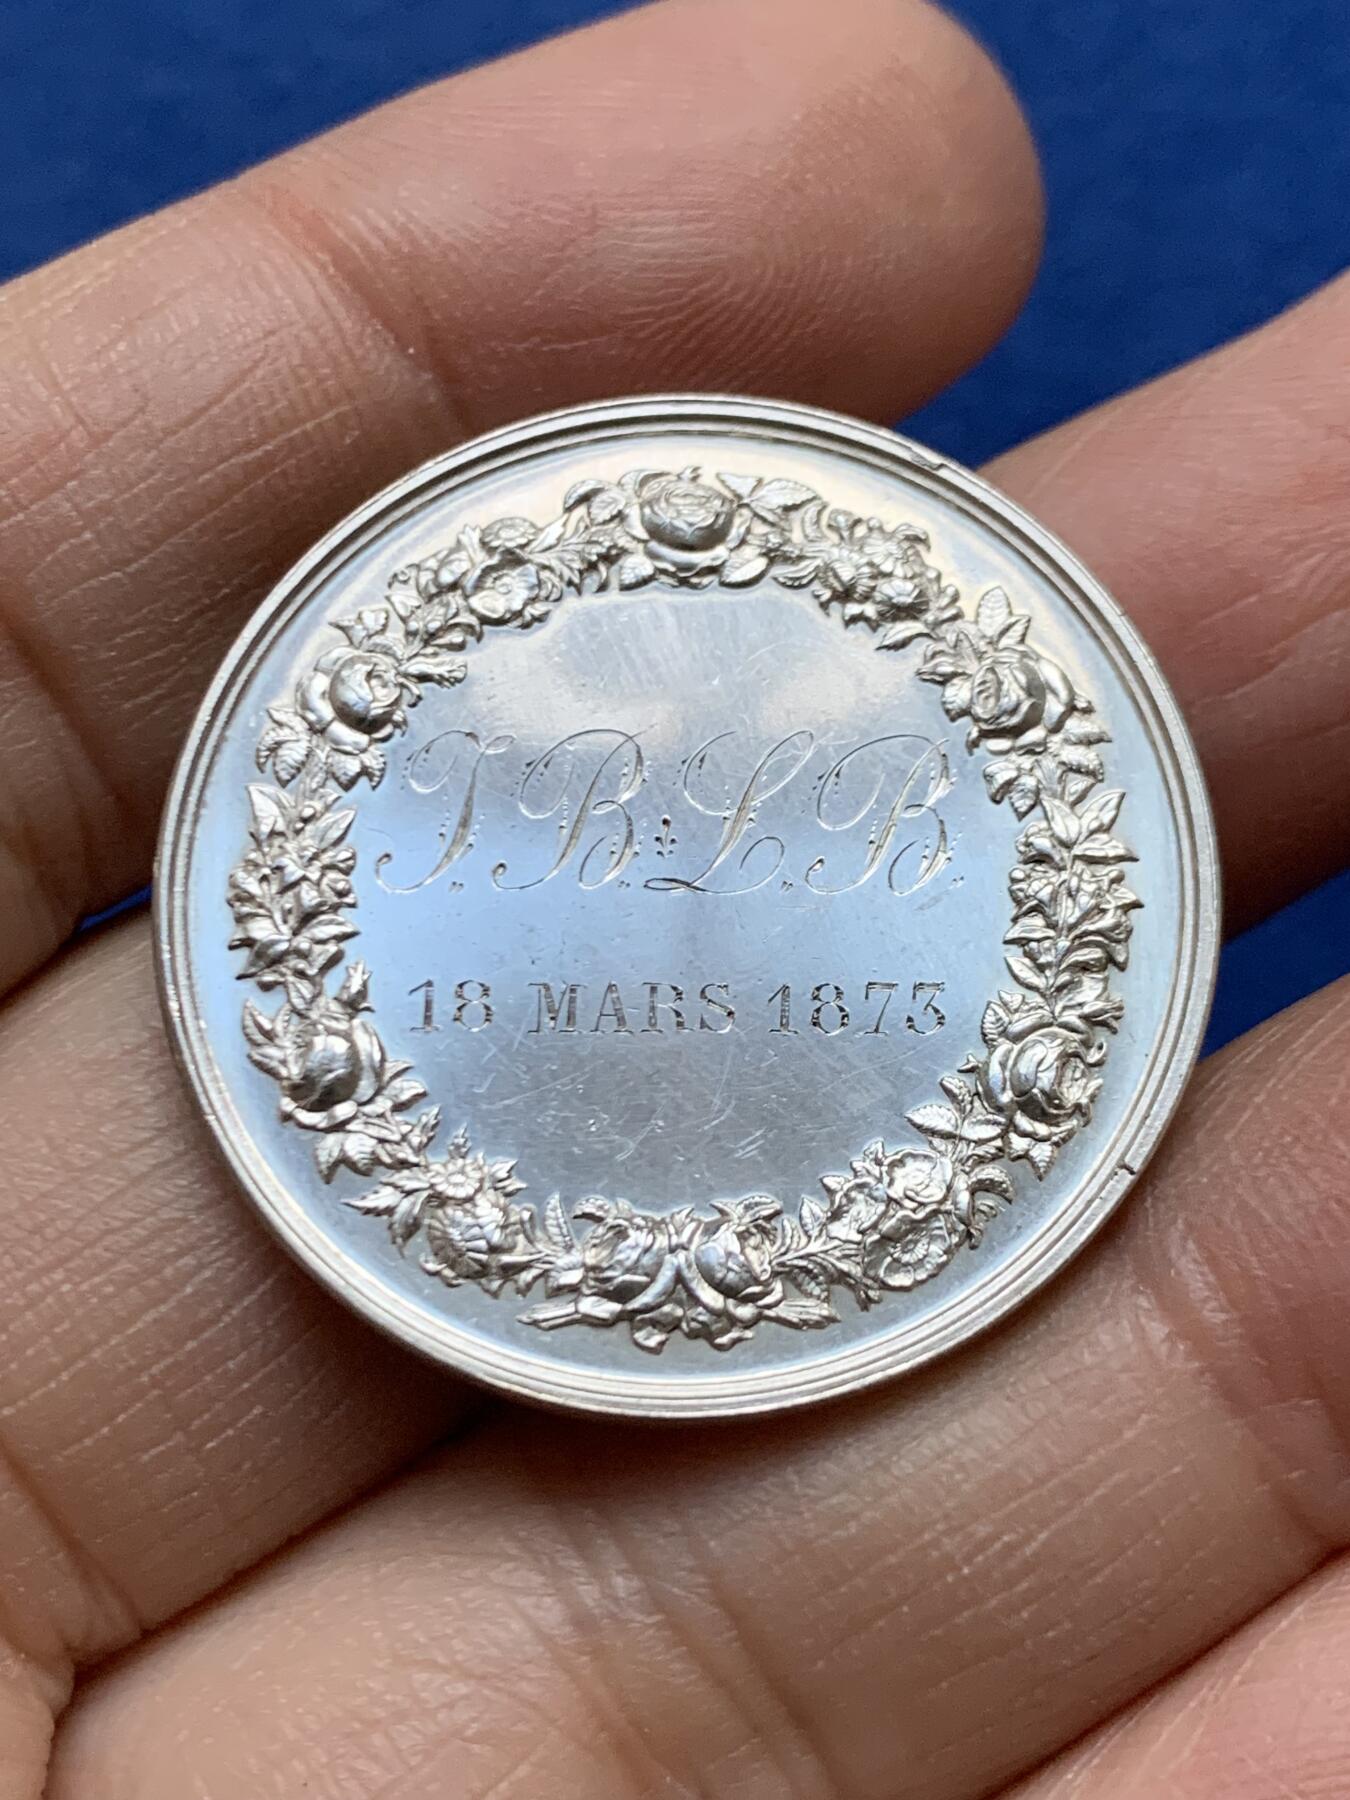 J. B. L. B.
18 MARS 1873